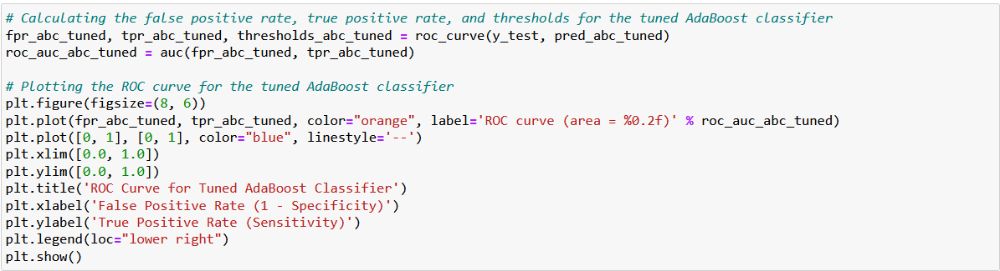 # Calculating the false positive rate, true positive rate, and thresholds for the tuned AdaBoost classifier
fpr_abc_tuned, tpr_abc_tuned, thresholds_abc_tuned = roc_curve(y_test, pred_abc_tuned)
roc_auc_abc_tuned = auc(fpr_abc_tuned, tpr_abc_tuned)

# Plotting the ROC curve for the tuned AdaBoost classifier
plt.figure(figsize=(8, 6))
plt.plot(fpr_abc_tuned, tpr_abc_tuned, color="orange", label='ROC curve (area = %0.2f)' % roc_auc_abc_tuned)
plt.plot([0, 1], [0, 1], color="blue", linestyle='--')
plt.xlim([0.0, 1.0])
plt.ylim([0.0, 1.0])
plt.title('ROC Curve for Tuned AdaBoost Classifier')
plt.xlabel('False Positive Rate (1 - Specificity)')
plt.ylabel('True Positive Rate (Sensitivity)')
plt.legend(loc="lower right")
plt.show()